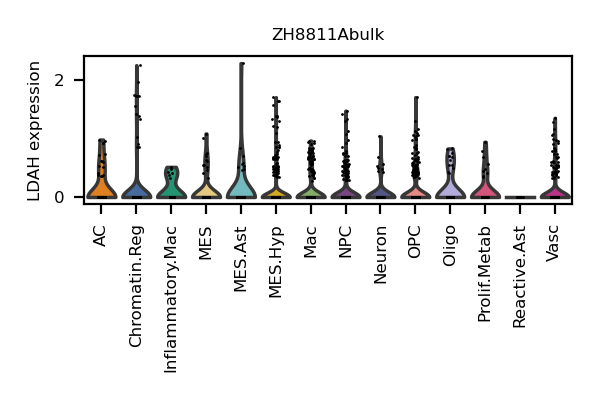 ZH8811Abulk
LDAH expression
2
0
AC
Chromatin.Reg
Inflammatory.Mac
MES
MES.Ast
MES.Hyp
Mac
NPC
Neuron
OPC
Oligo
Prolif.Metab
Reactive.Ast
Vasc